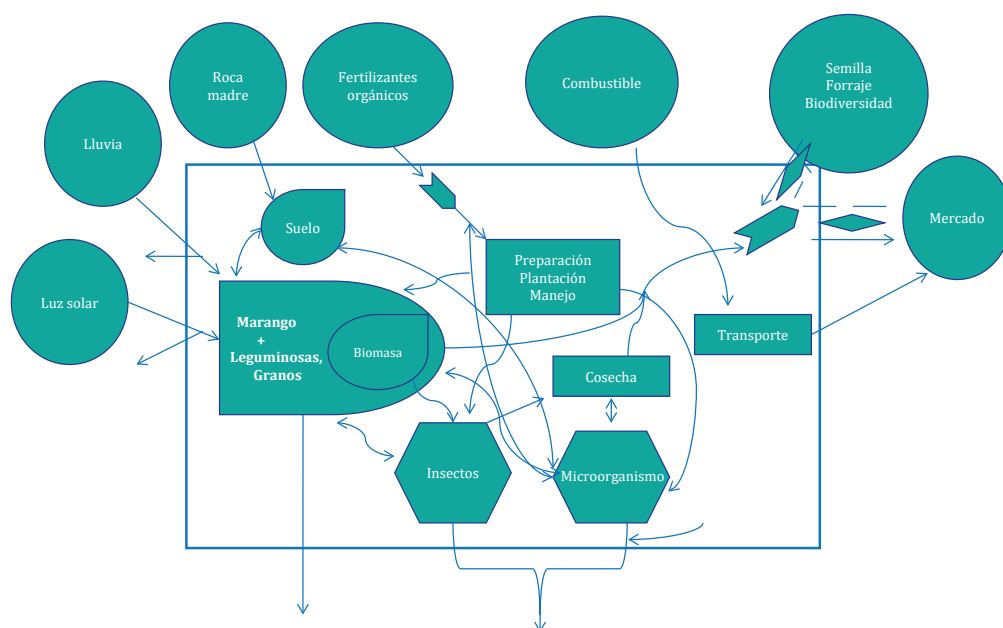 Roca
madre
Fertilizantes
orgánicos
Combustible
Semilla
Forraje
Biodiversidad
Lluvia
Mercado
Suelo
Luz solar
Preparación
Plantación
Manejo
Marango
+
Leguminosas,
Granos
Biomasa
Transporte
Cosecha
Insectos
Microorganismo